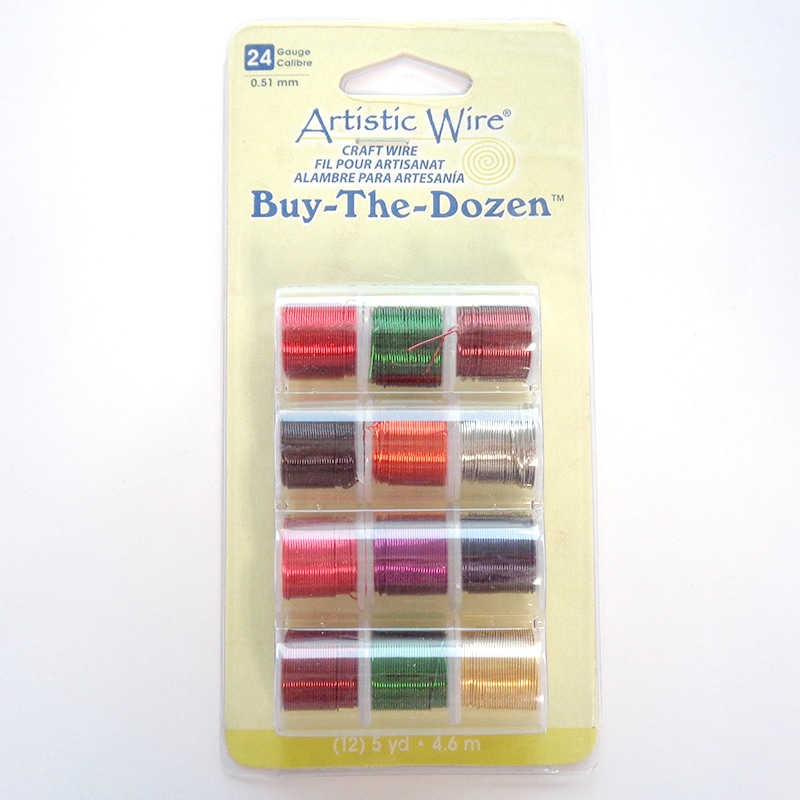 24 Gauge
Calibre
0.51 mm
Artistic Wire®
CRAFT WIRE
FIL POUR ARTISANAT
ALAMBRE PARA ARTESANÍA
Buy-The-Dozen™
(12) 5 yd • 4.6 m